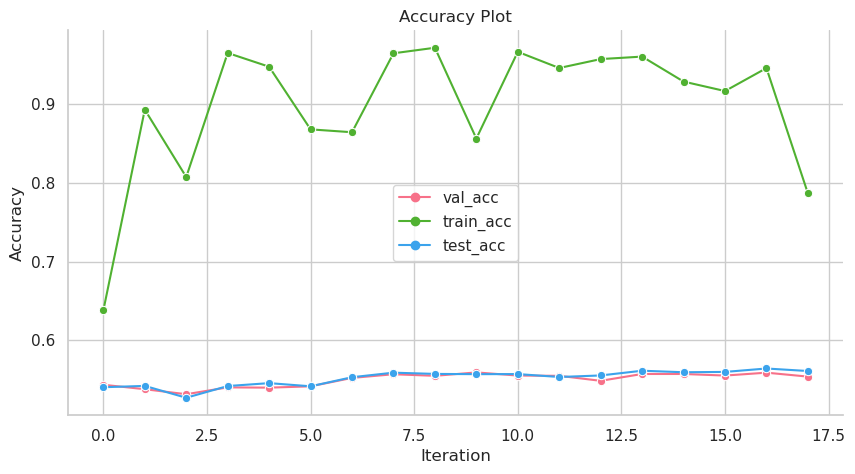 Accuracy Plot
Accuracy
0.9
0.8
0.7
0.6
val_acc
train_acc
test_acc
0.0 2.5 5.0 7.5 10.0 12.5 15.0 17.5
Iteration